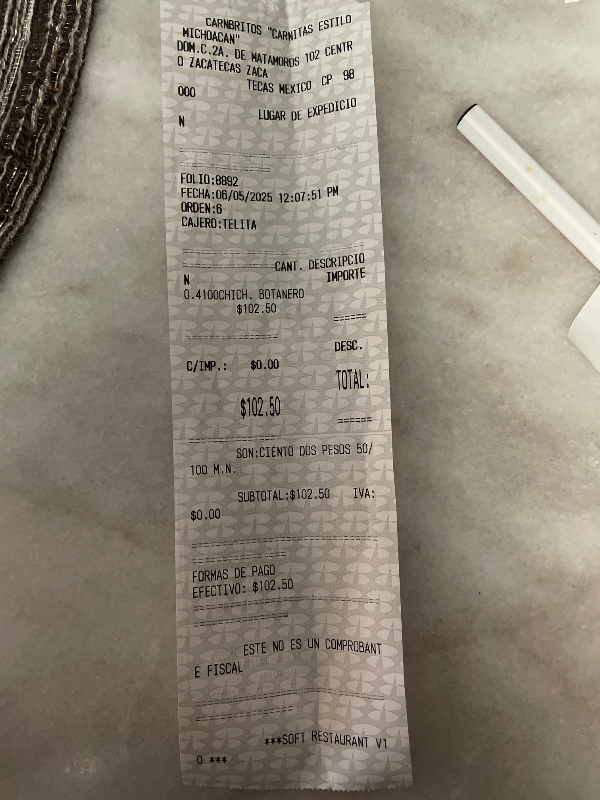 CARNBRITOS "CARNITAS ESTILO
MICHOACAN"
DOM.C.2A. DE MATAMOROS 102 CENTR
O ZACATECAS ZACA
TECAS MEXICO CP 98
000
LUGAR DE EXPEDICIO
N
FOLIO:8892
FECHA:06/05/2025 12:07:51 PM
ORDEN:6
CAJERO:TELITA
CANT. DESCRIPCIO
N IMPORTE
0.4100CHICH. BOTANERO
$102.50
DESC.
C/IMP.: $0.00
TOTAL:
$102.50
SON:CIENTO DOS PESOS 50/
100 M.N.
SUBTOTAL:$102.50 IVA:
$0.00
FORMAS DE PAGO
EFECTIVO: $102.50
ESTE NO ES UN COMPROBANT
E FISCAL
***SOFT RESTAURANT V1
0 ***